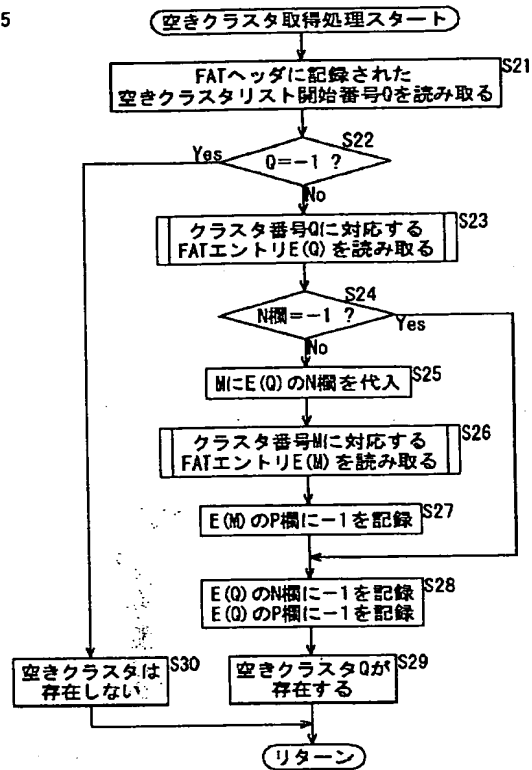 5
空きクラスタ取得処理スタート
FATヘッダに記録された
空きクラスタリスト開始番号Qを読み取る
S21
S22
Q=−1 ?
Yes
No
クラスタ番号Qに対応する
FATエントリE(Q)を読み取る
S23
S24
N欄=−1 ?
Yes
No
MにE(Q)のN欄を代入
S25
クラスタ番号Mに対応する
FATエントリE(M)を読み取る
S26
E(M)のP欄に−1を記録
S27
E(Q)のN欄に−1を記録
E(Q)のP欄に−1を記録
S28
空きクラスタは
存在しない
S30
空きクラスタQが
存在する
S29
リターン